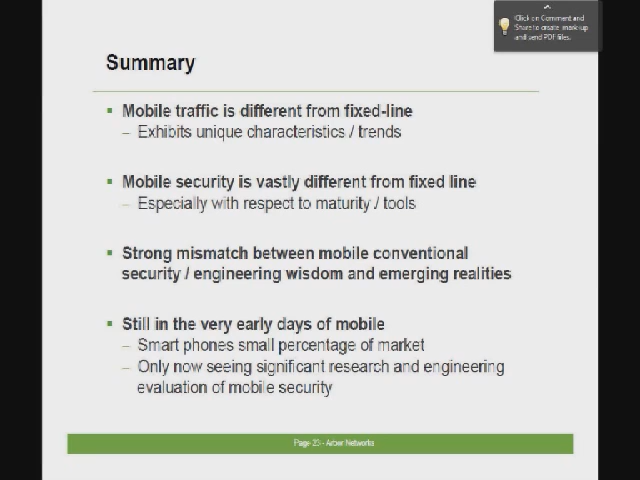 Click on Comment and
Share to create, mark-up
and send PDF files.
Summary
▪ Mobile traffic is different from fixed-line
– Exhibits unique characteristics / trends
▪ Mobile security is vastly different from fixed line
– Especially with respect to maturity / tools
▪ Strong mismatch between mobile conventional
security / engineering wisdom and emerging realities
▪ Still in the very early days of mobile
– Smart phones small percentage of market
– Only now seeing significant research and engineering
evaluation of mobile security
Page 23 - Arbor Networks